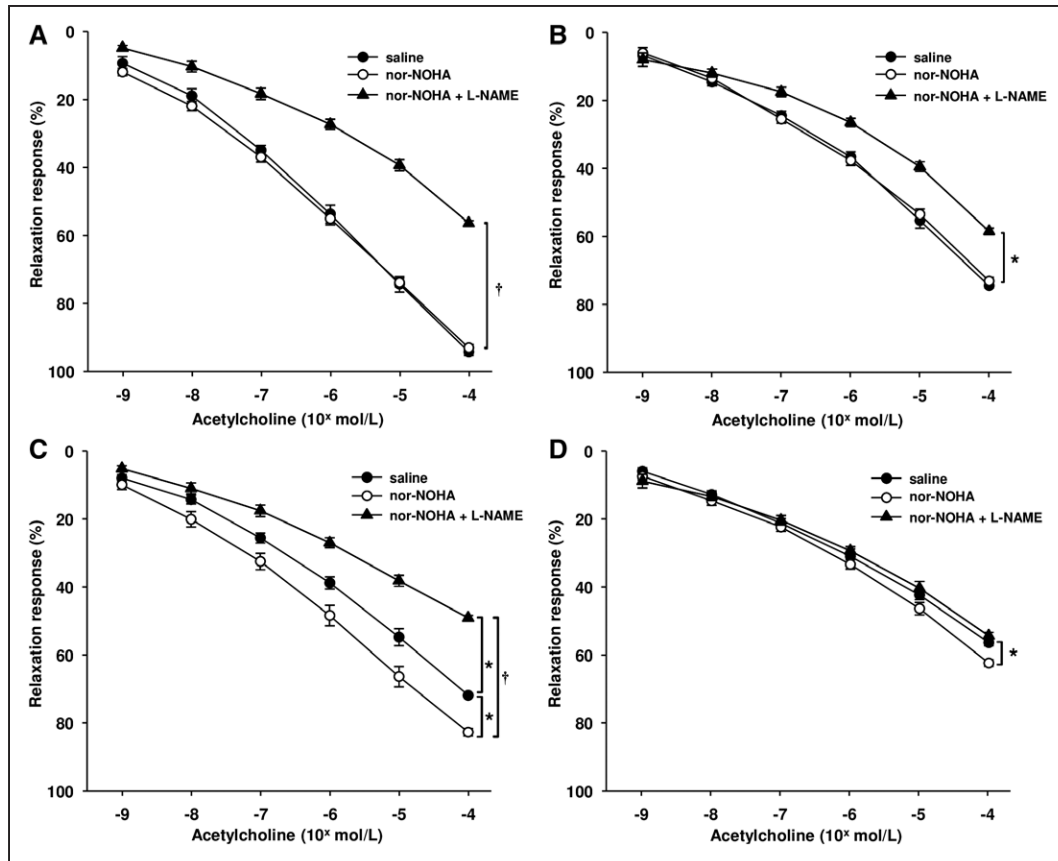 A
saline
nor-NOHA
nor-NOHA + L-NAME
Relaxation response (%)
0
20
40
60
80
100
†
-9 -8 -7 -6 -5 -4
Acetylcholine (10ˣ mol/L)
B
saline
nor-NOHA
nor-NOHA + L-NAME
Relaxation response (%)
0
20
40
60
80
100
*
-9 -8 -7 -6 -5 -4
Acetylcholine (10ˣ mol/L)
C
saline
nor-NOHA
nor-NOHA + L-NAME
Relaxation response (%)
0
20
40
60
80
100
* †
*
-9 -8 -7 -6 -5 -4
Acetylcholine (10ˣ mol/L)
D
saline
nor-NOHA
nor-NOHA + L-NAME
Relaxation response (%)
0
20
40
60
80
100
*
-9 -8 -7 -6 -5 -4
Acetylcholine (10ˣ mol/L)